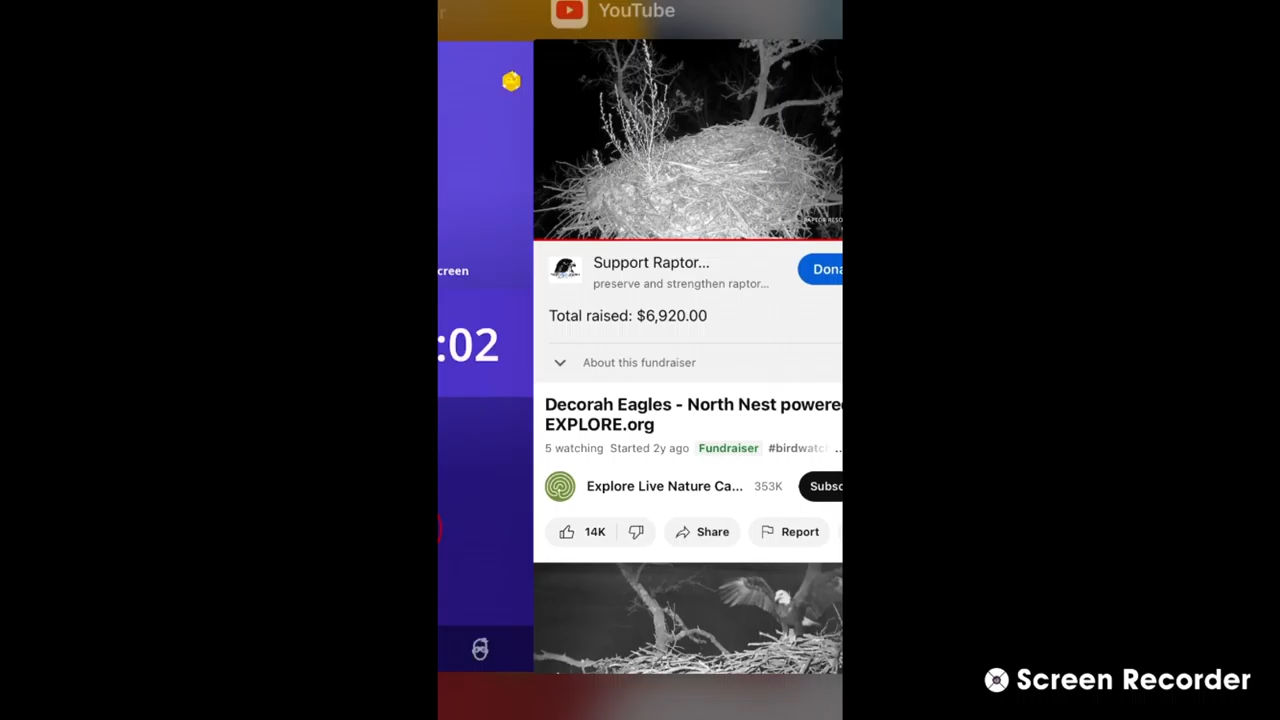 YouTube
creen
:02
RAPTOR RESO
Support Raptor...
Dona
preserve and strengthen raptor...
Total raised: $6,920.00
About this fundraiser
Decorah Eagles - North Nest powere
EXPLORE.org
5 watching Started 2y ago Fundraiser #birdwatc ...
Explore Live Nature Ca... 353K Subsc
14K Share Report
Screen Recorder